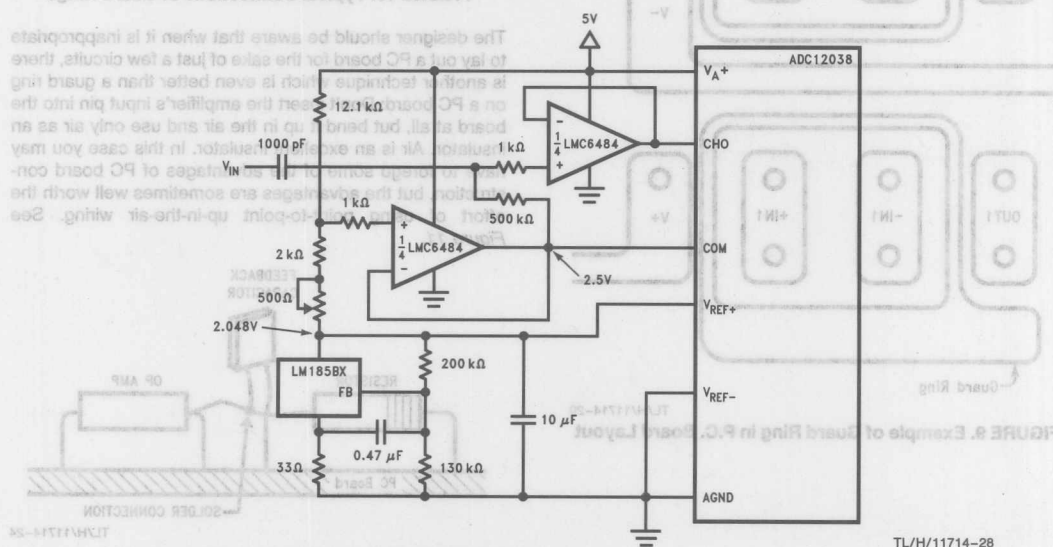 The designer should be aware that when it is inappropriate
to lay out a PC board for the sake of just a few circuits, there
is another technique which is even better than a guard ring
on a PC board: insert the amplifier's input pin into the
board at all, but bend it up in the air and use only air as an
insulator. Air is an excellent insulator. In this case you may
have to forego some of the advantages of PC board con-
struction, but the advantages are sometimes well worth the
effort of using point-to-point up-in-the-air wiring. See
Figure
5V
ADC12038
VA+
12.1 kΩ
1000 pF
VIN
1 kΩ
− + 1/4 LMC6484
CHO
500 kΩ
1 kΩ
+ − 1/4 LMC6484
COM
2.5V
2 kΩ
500Ω
2.048V
VREF+
LM185BX
FB
200 kΩ
VREF−
10 μF
0.47 μF
33Ω
130 kΩ
AGND
TL/H/11714–28
V−
V+
+IN1
−IN1
OUT1
Guard Ring
TL/H/11714-20
FIGURE 9. Example of Guard Ring in P.C. Board Layout
FEEDBACK
CAPACITOR
OP AMP
RESISTOR
PC Board
SOLDER CONNECTION
TL/H/11714-24